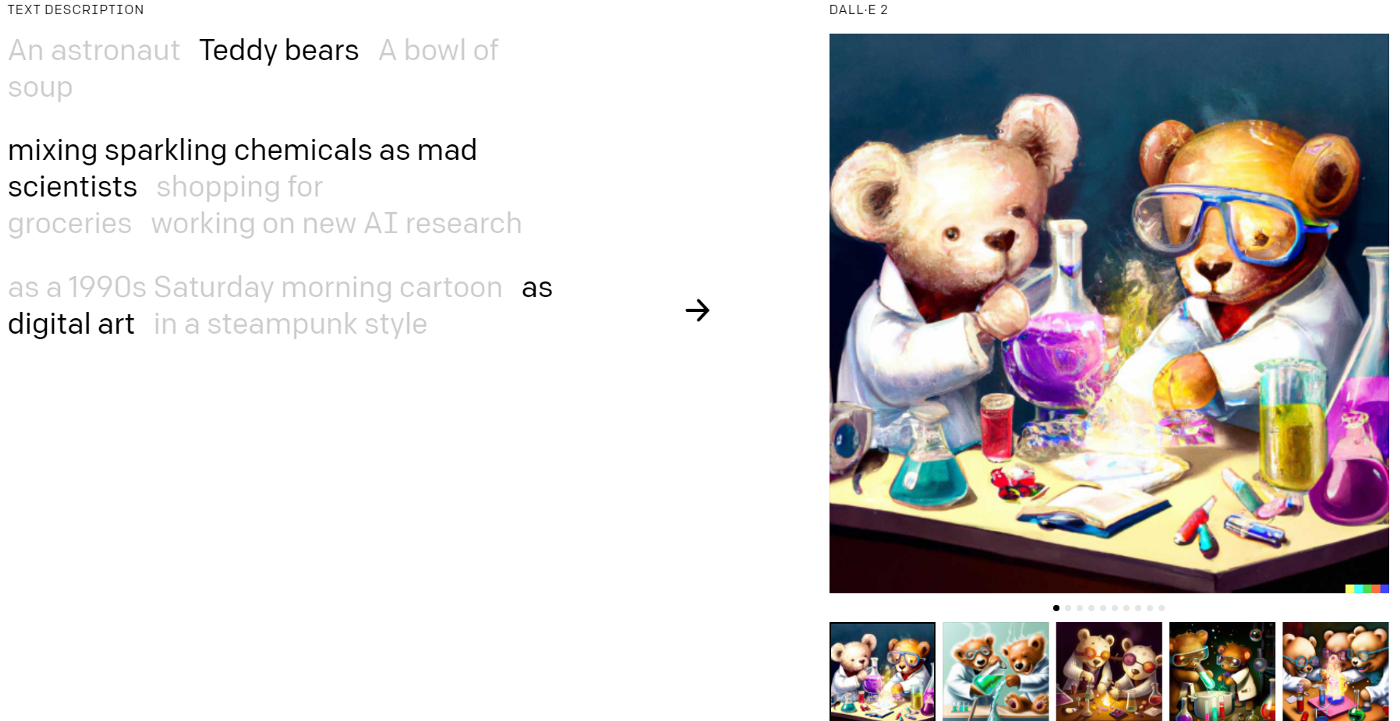 TEXT DESCRIPTION
An astronaut Teddy bears A bowl of
soup
mixing sparkling chemicals as mad
scientists shopping for
groceries working on new AI research
as a 1990s Saturday morning cartoon as
digital art in a steampunk style
DALL·E 2